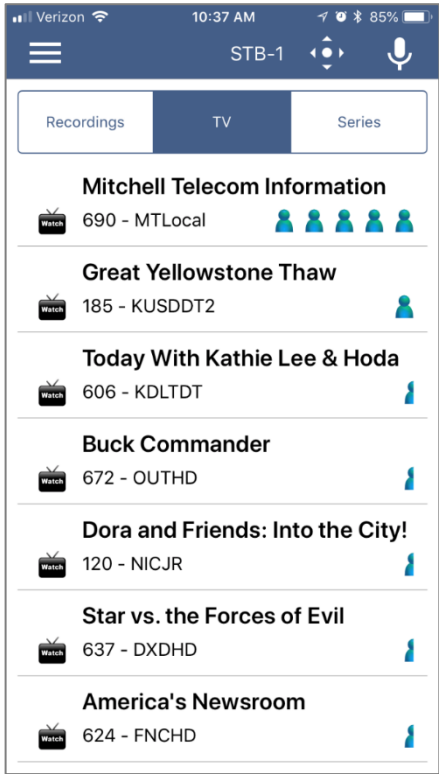 Verizon 10:37 AM 85%
STB-1
Recordings TV Series
Mitchell Telecom Information
Watch 690 - MTLocal
Great Yellowstone Thaw
Watch 185 - KUSDDT2
Today With Kathie Lee & Hoda
Watch 606 - KDLTDT
Buck Commander
Watch 672 - OUTHD
Dora and Friends: Into the City!
Watch 120 - NICJR
Star vs. the Forces of Evil
Watch 637 - DXDHD
America's Newsroom
Watch 624 - FNCHD